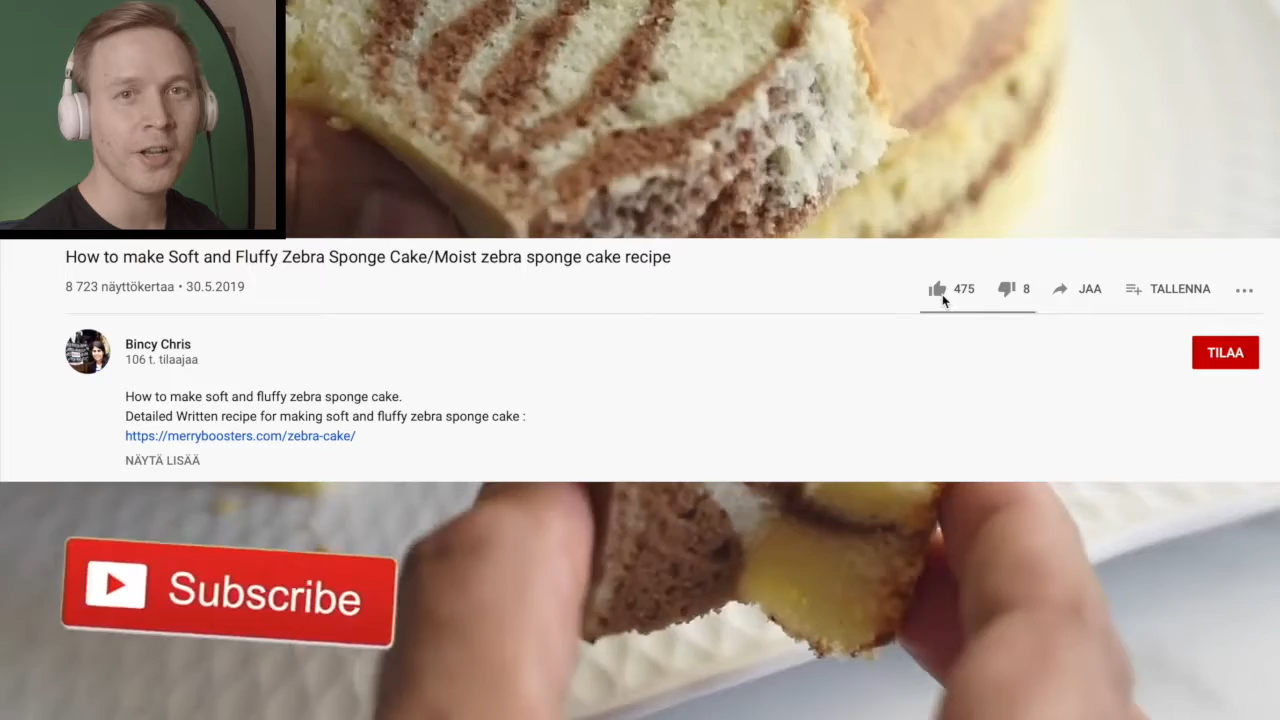 How to make Soft and Fluffy Zebra Sponge Cake/Moist zebra sponge cake recipe
8 723 näyttökertaa • 30.5.2019
475
8
JAA
TALLENNA
Bincy Chris
106 t. tilaajaa
TILAA
How to make soft and fluffy zebra sponge cake.
Detailed Written recipe for making soft and fluffy zebra sponge cake :
https://merryboosters.com/zebra-cake/
NÄYTÄ LISÄÄ
Subscribe